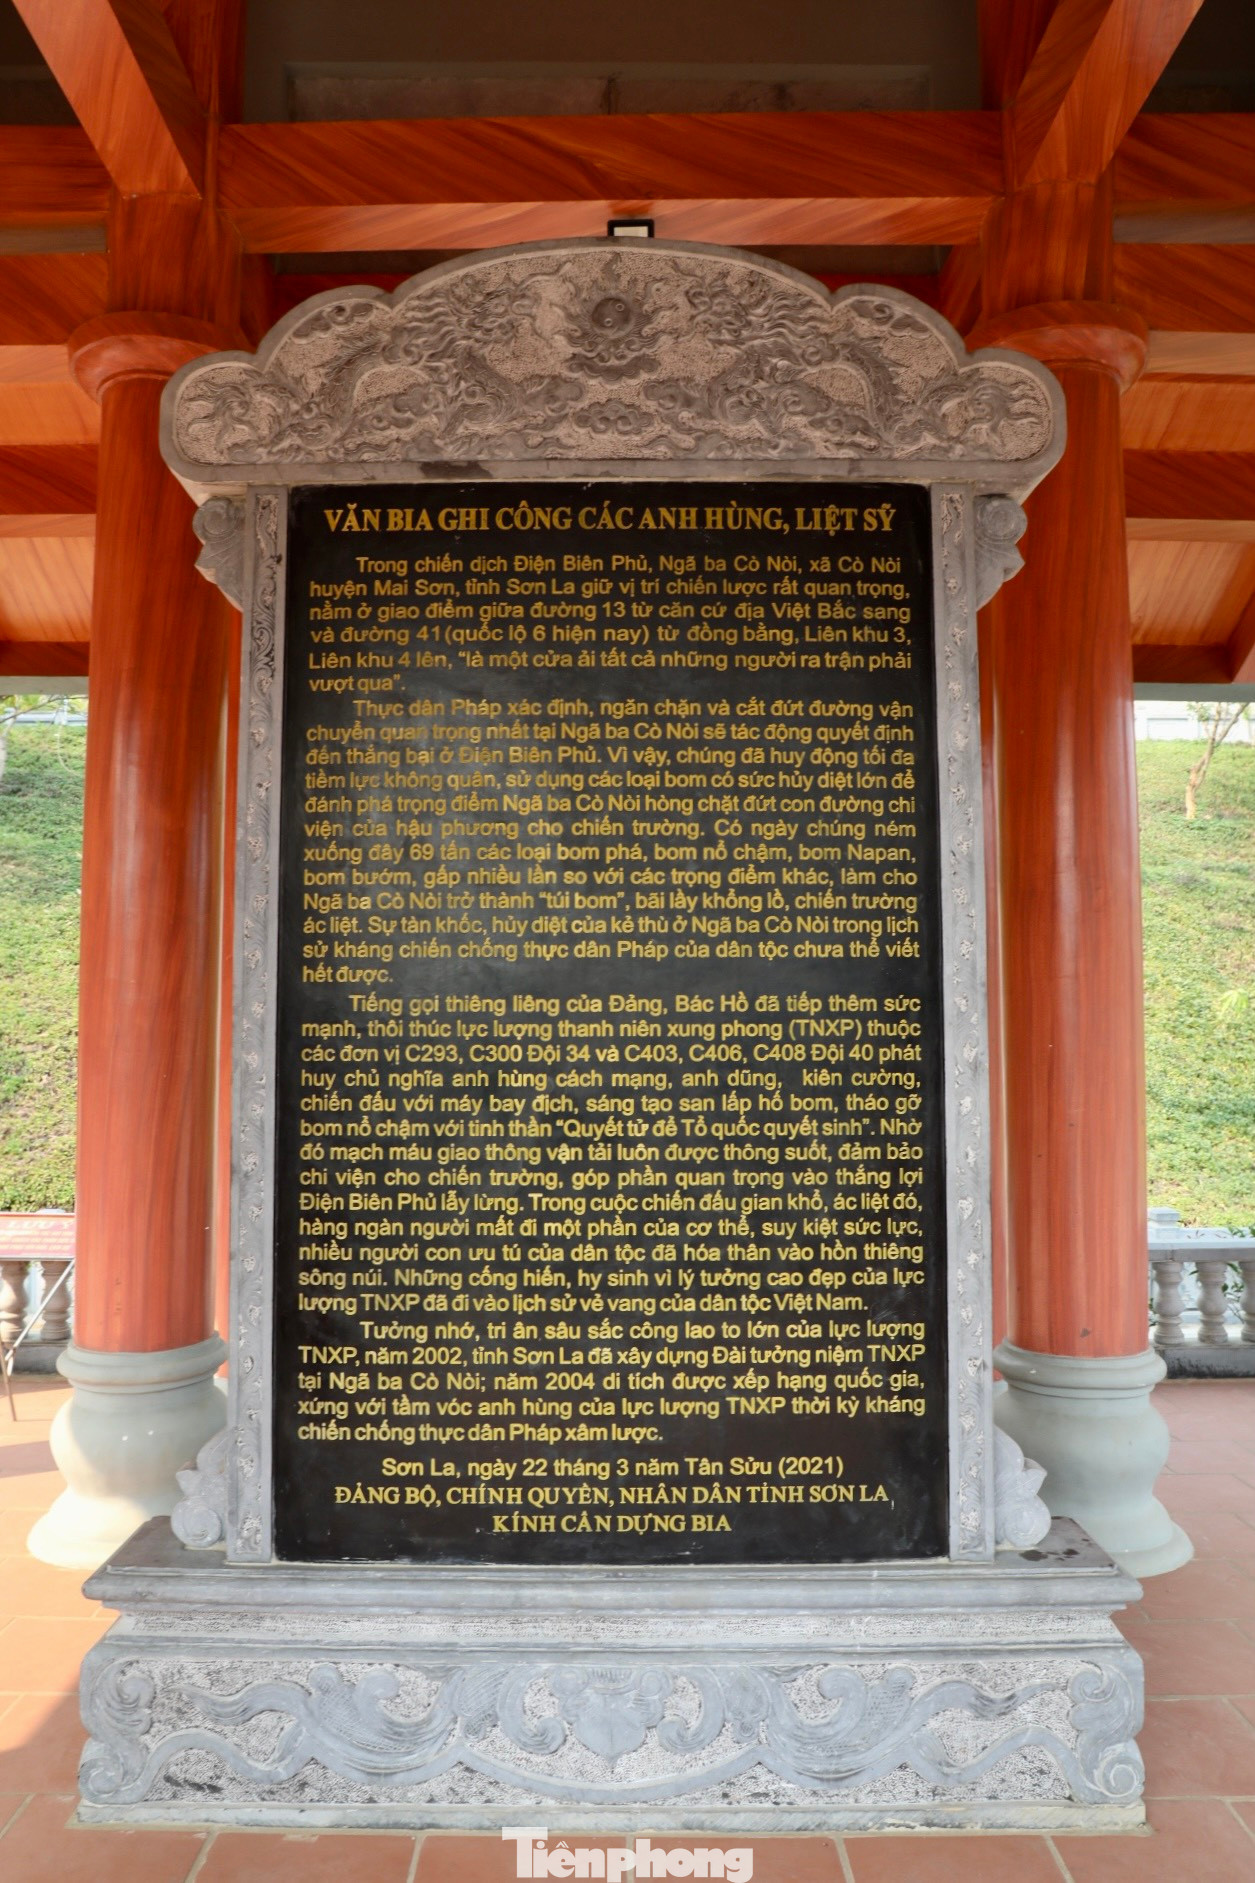 VĂN BIA GHI CÔNG CÁC ANH HÙNG, LIỆT SỸ
Trong chiến dịch Điện Biên Phủ, Ngã ba Cò Nòi, xã Cò Nòi
huyện Mai Sơn, tỉnh Sơn La giữ vị trí chiến lược rất quan trọng,
nằm ở giao điểm giữa đường 13 từ căn cứ địa Việt Bắc sang
và đường 41 (quốc lộ 6 hiện nay) từ đồng bằng, Liên khu 3,
Liên khu 4 lên, “là một cửa ải tất cả những người ra trận phải
vượt qua”.
Thực dân Pháp xác định, ngăn chặn và cắt đứt đường vận
chuyển quan trọng nhất tại Ngã ba Cò Nòi sẽ tác động quyết định
đến thắng bại ở Điện Biên Phủ. Vì vậy, chúng đã huy động tối đa
tiềm lực không quân, sử dụng các loại bom có sức hủy diệt lớn để
đánh phá trọng điểm Ngã ba Cò Nòi hòng chặt đứt con đường chi
viện của hậu phương cho chiến trường. Có ngày chúng ném
xuống đây 69 tấn các loại bom phá, bom nổ chậm, bom Napan,
bom bướm, gấp nhiều lần so với các trọng điểm khác, làm cho
Ngã ba Cò Nòi trở thành “túi bom”, bãi lầy khổng lồ, chiến trường
ác liệt. Sự tàn khốc, hủy diệt của kẻ thù ở Ngã ba Cò Nòi trong lịch
sử kháng chiến chống thực dân Pháp của dân tộc chưa thể viết
hết được.
Tiếng gọi thiêng liêng của Đảng, Bác Hồ đã tiếp thêm sức
mạnh, thôi thúc lực lượng thanh niên xung phong (TNXP) thuộc
các đơn vị C293, C300 Đội 34 và C403, C406, C408 Đội 40 phát
huy chủ nghĩa anh hùng cách mạng, anh dũng, kiên cường,
chiến đấu với máy bay địch, sáng tạo san lấp hố bom, tháo gỡ
bom nổ chậm với tinh thần “Quyết tử để Tổ quốc quyết sinh”. Nhờ
đó mạch máu giao thông vận tải luôn được thông suốt, đảm bảo
chi viện cho chiến trường, góp phần quan trọng vào thắng lợi
Điện Biên Phủ lẫy lừng. Trong cuộc chiến đấu gian khổ, ác liệt đó,
hàng ngàn người mất đi một phần của cơ thể, suy kiệt sức lực,
nhiều người con ưu tú của dân tộc đã hóa thân vào hồn thiêng
sông núi. Những cống hiến, hy sinh vì lý tưởng cao đẹp của lực
lượng TNXP đã đi vào lịch sử vẻ vang của dân tộc Việt Nam.
Tưởng nhớ, tri ân sâu sắc công lao to lớn của lực lượng
TNXP, năm 2002, tỉnh Sơn La đã xây dựng Đài tưởng niệm TNXP
tại Ngã ba Cò Nòi; năm 2004 di tích được xếp hạng quốc gia,
xứng với tầm vóc anh hùng của lực lượng TNXP thời kỳ kháng
chiến chống thực dân Pháp xâm lược.
Sơn La, ngày 22 tháng 3 năm Tân Sửu (2021)
ĐẢNG BỘ, CHÍNH QUYỀN, NHÂN DÂN TỈNH SƠN LA
KÍNH CẨN DỰNG BIA
LƯU Ý
Tiềnphong